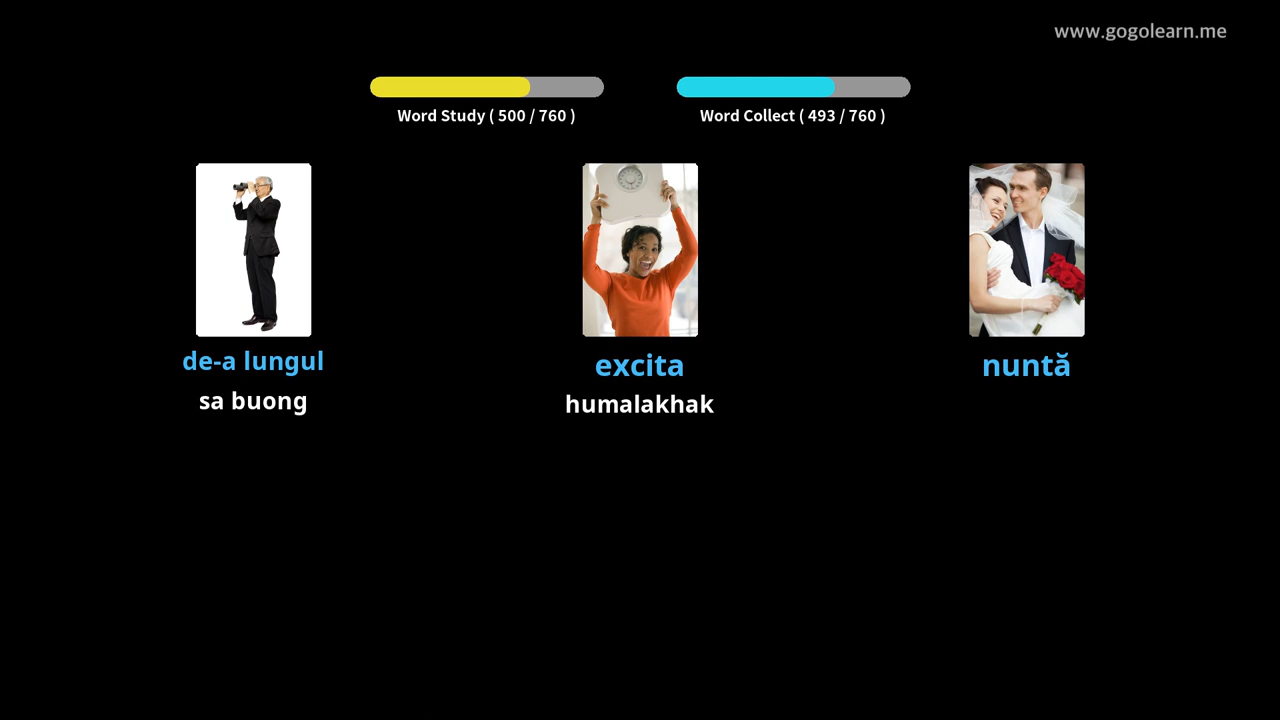 www.gogolearn.me
Word Study ( 500 / 760 )
Word Collect ( 493 / 760 )
de-a lungul
sa buong
excita
humalakhak
nuntă